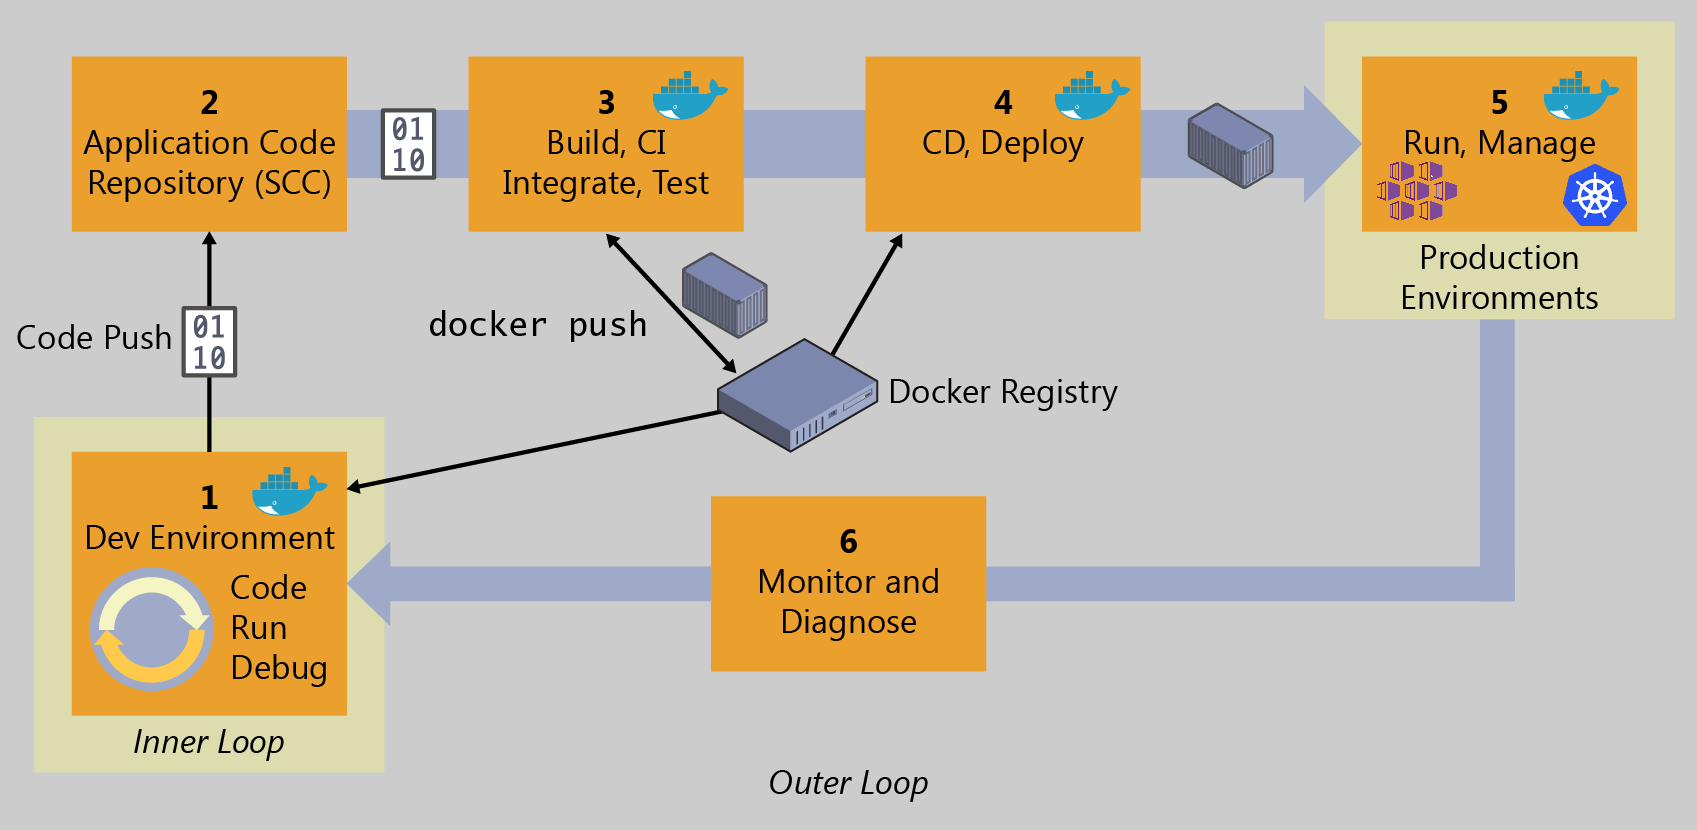 2
Application Code
Repository (SCC)
01
10
3
Build, CI
Integrate, Test
4
CD, Deploy
5
Run, Manage
Production
Environments
Code Push
01
10
docker push
Docker Registry
1
Dev Environment
Code
Run
Debug
Inner Loop
6
Monitor and
Diagnose
Outer Loop